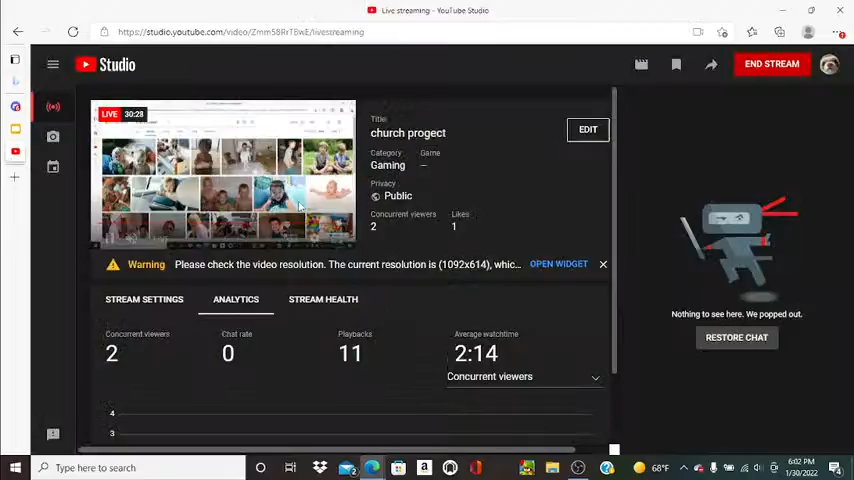 Live streaming - YouTube Studio
https://studio.youtube.com/video/Zmm58RrTBwE/livestreaming
Studio
END STREAM
LIVE 30:28
Title:
church progect
EDIT
Category Game
Gaming —
Privacy
Public
Concurrent viewers Likes
2 1
Warning Please check the video resolution. The current resolution is (1092x614), whic... OPEN WIDGET
STREAM SETTINGS ANALYTICS STREAM HEALTH
Concurrent viewers Chat rate Playbacks Average watchtime
2 0 11 2:14
Concurrent viewers
4
3
Nothing to see here. We popped out.
RESTORE CHAT
Type here to search
2
68°F
6:02 PM
1/30/2022
4